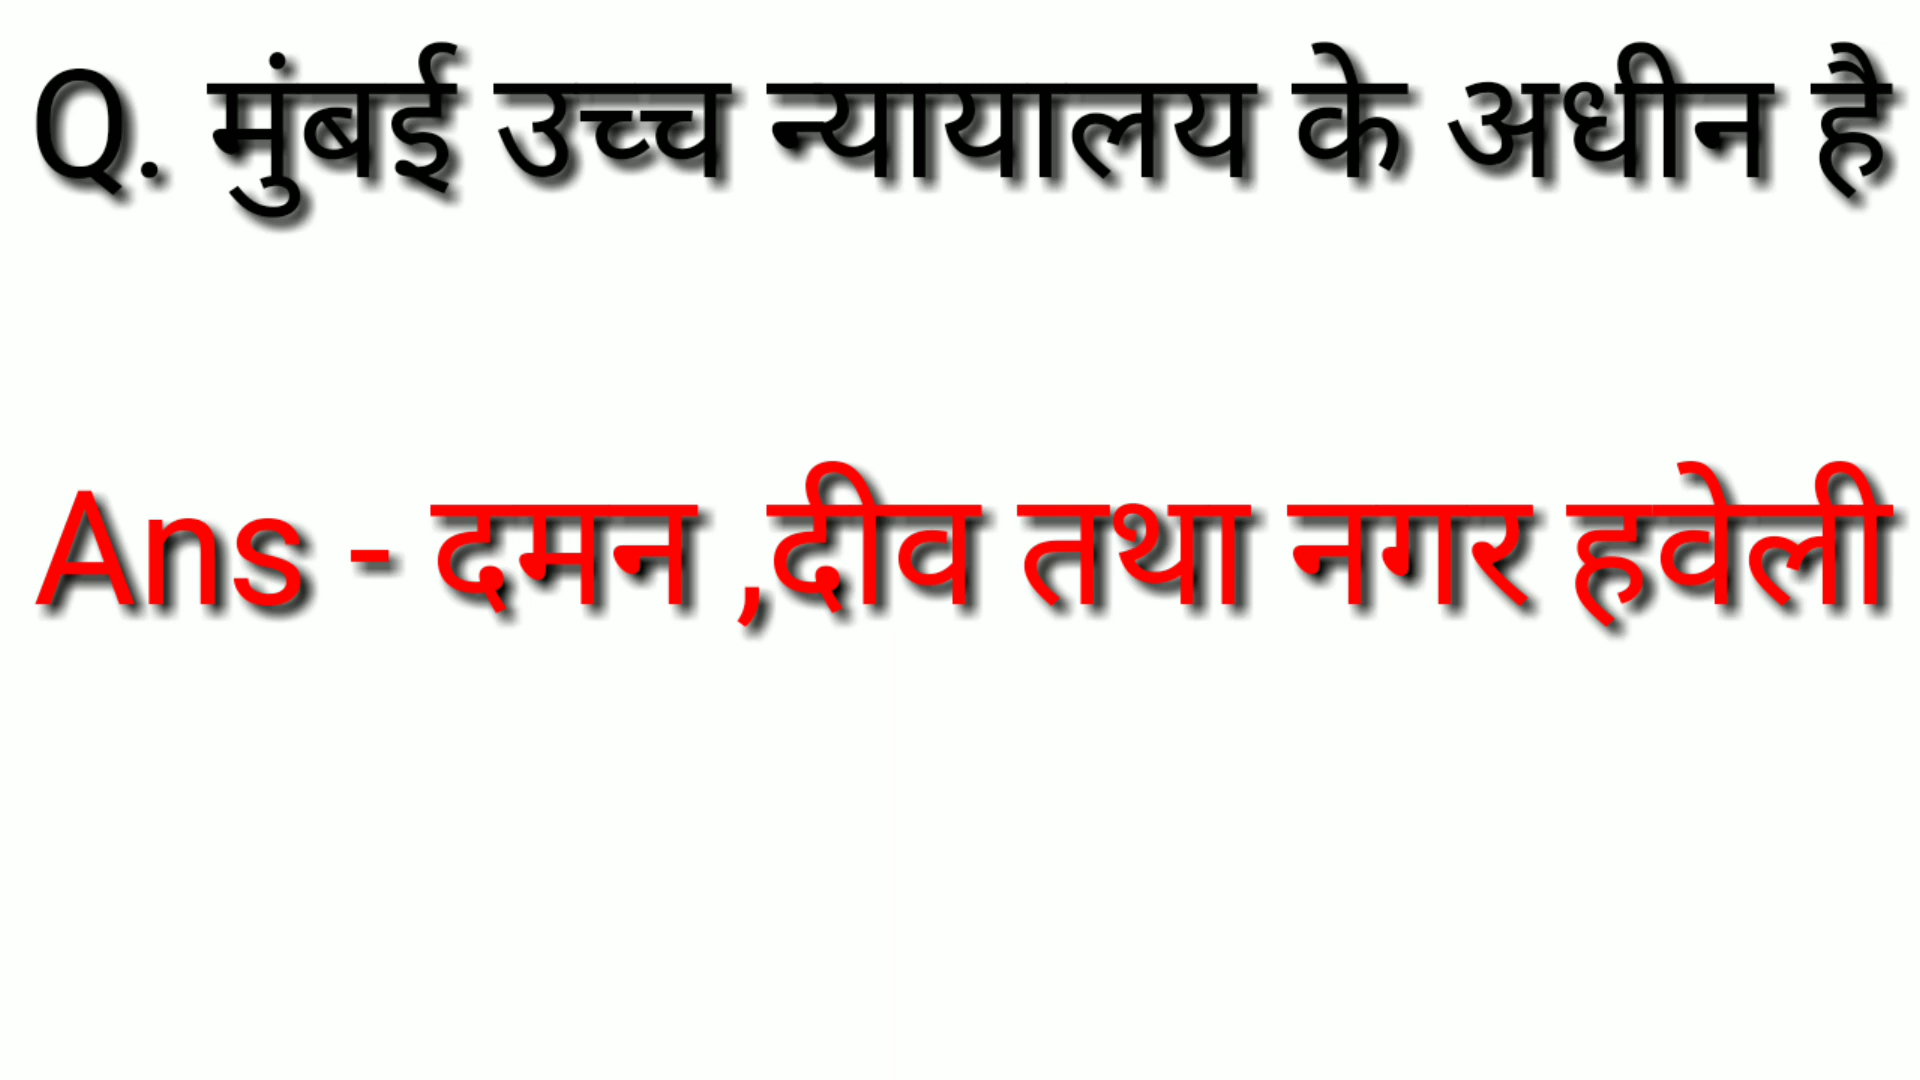 Q. मुंबई उच्च न्यायालय के अधीन है
Ans - दमन ,दीव तथा नगर हवेली